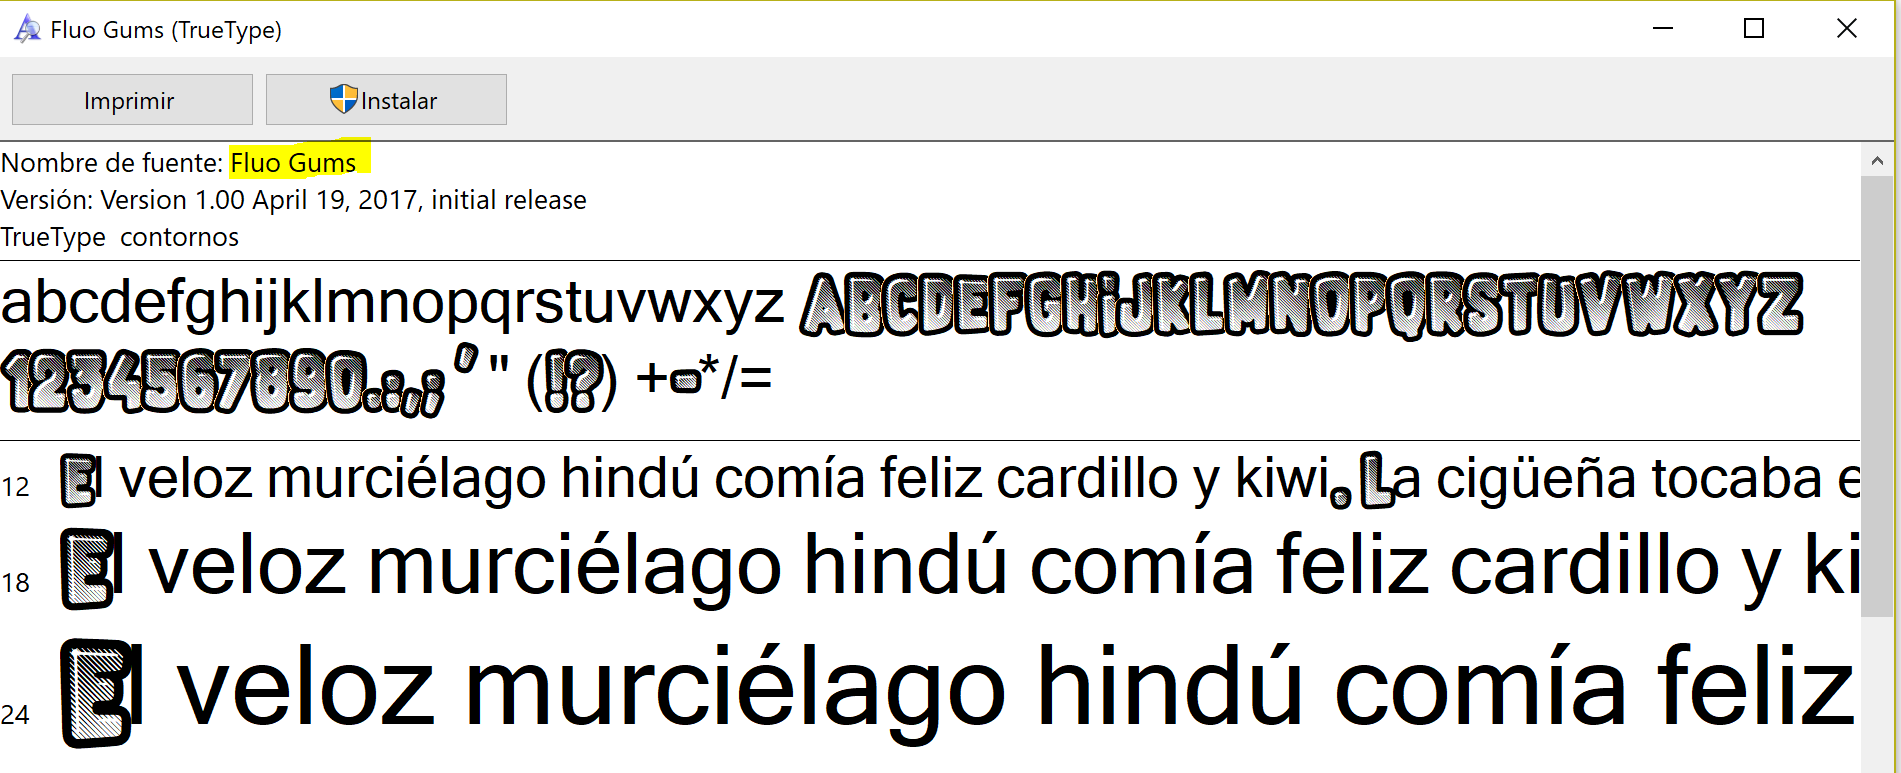 Fluo Gums (TrueType)
Imprimir Instalar
Nombre de fuente: Fluo Gums
Versión: Version 1.00 April 19, 2017, initial release
TrueType contornos
abcdefghijklmnopqrstuvwxyz ABCDEFGHiJKLMNOPQRSTUVWXYZ
1234567890.:,; ' " (!?) +-*/=
12 El veloz murciélago hindú comía feliz cardillo y kiwi. La cigüeña tocaba e
18 El veloz murciélago hindú comía feliz cardillo y ki
24 El veloz murciélago hindú comía feliz